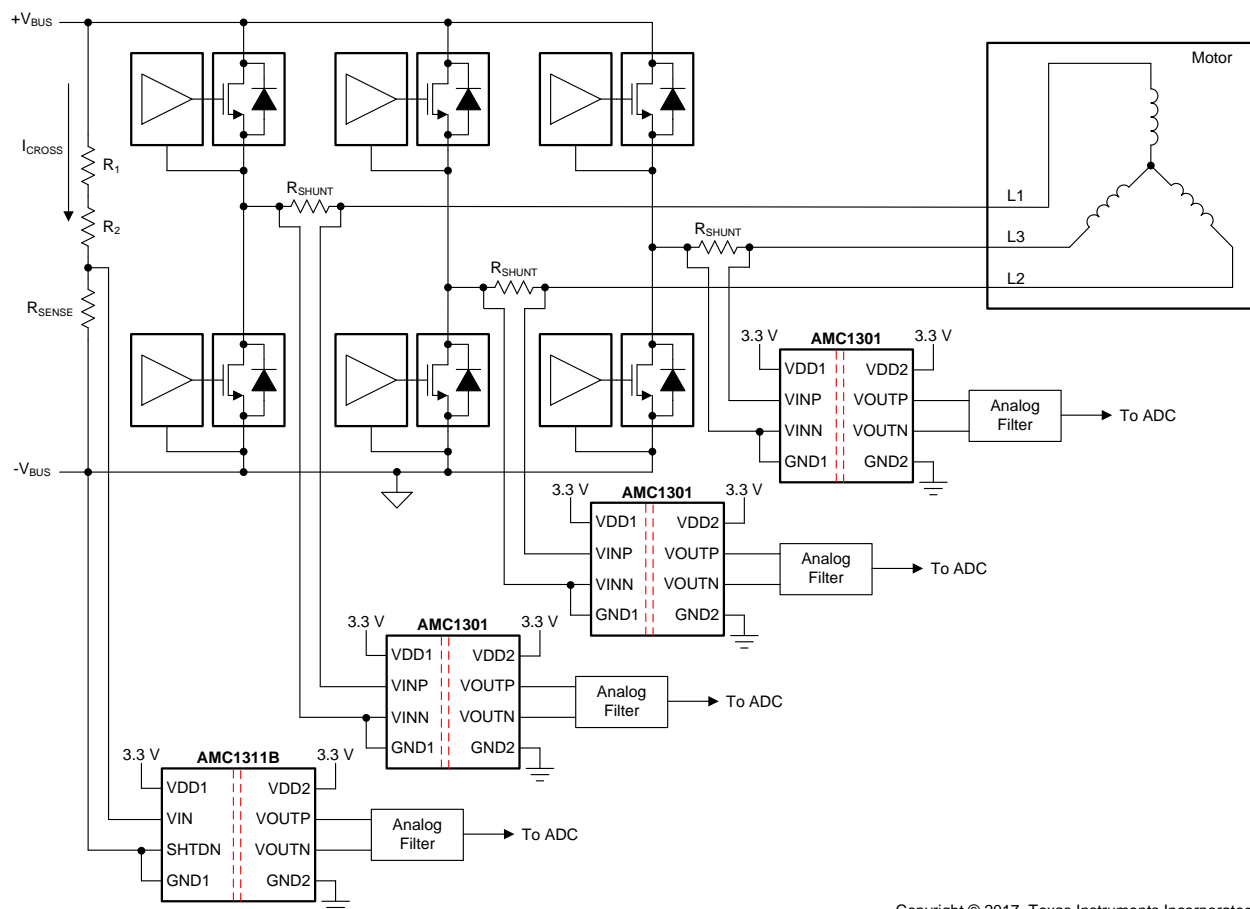 +VBUS
Motor
ICROSS
R1
R2
RSENSE
RSHUNT
RSHUNT
RSHUNT
L1
L3
L2
-VBUS
AMC1301
3.3 V
3.3 V
VDD1
VDD2
VINP
VOUTP
VINN
VOUTN
GND1
GND2
Analog
Filter
To ADC
AMC1301
3.3 V
3.3 V
VDD1
VDD2
VINP
VOUTP
VINN
VOUTN
GND1
GND2
Analog
Filter
To ADC
AMC1301
3.3 V
3.3 V
VDD1
VDD2
VINP
VOUTP
VINN
VOUTN
GND1
GND2
Analog
Filter
To ADC
AMC1311B
3.3 V
3.3 V
VDD1
VDD2
VIN
VOUTP
SHTDN
VOUTN
GND1
GND2
Analog
Filter
To ADC
Copyright © 2017, Texas Instruments